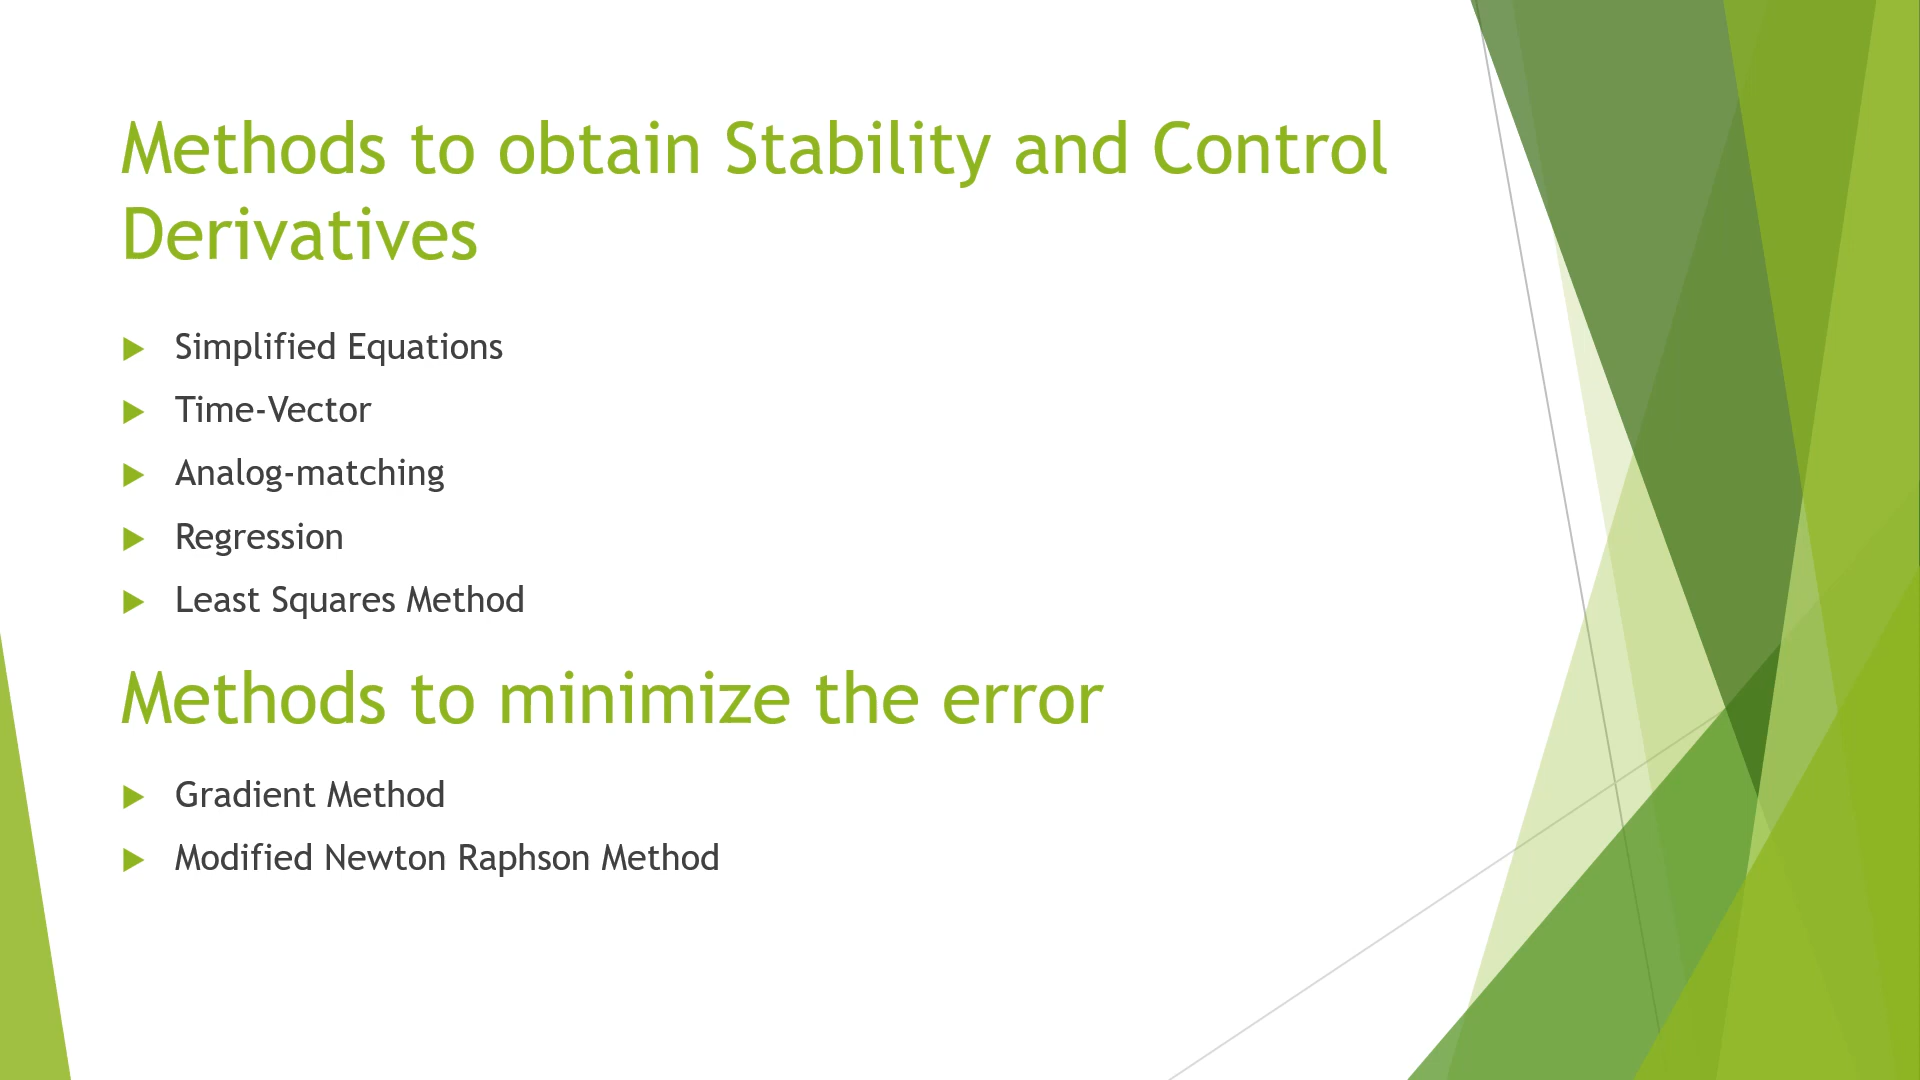 Methods to obtain Stability and Control
Derivatives
Simplified Equations
Time-Vector
Analog-matching
Regression
Least Squares Method
Methods to minimize the error
Gradient Method
Modified Newton Raphson Method